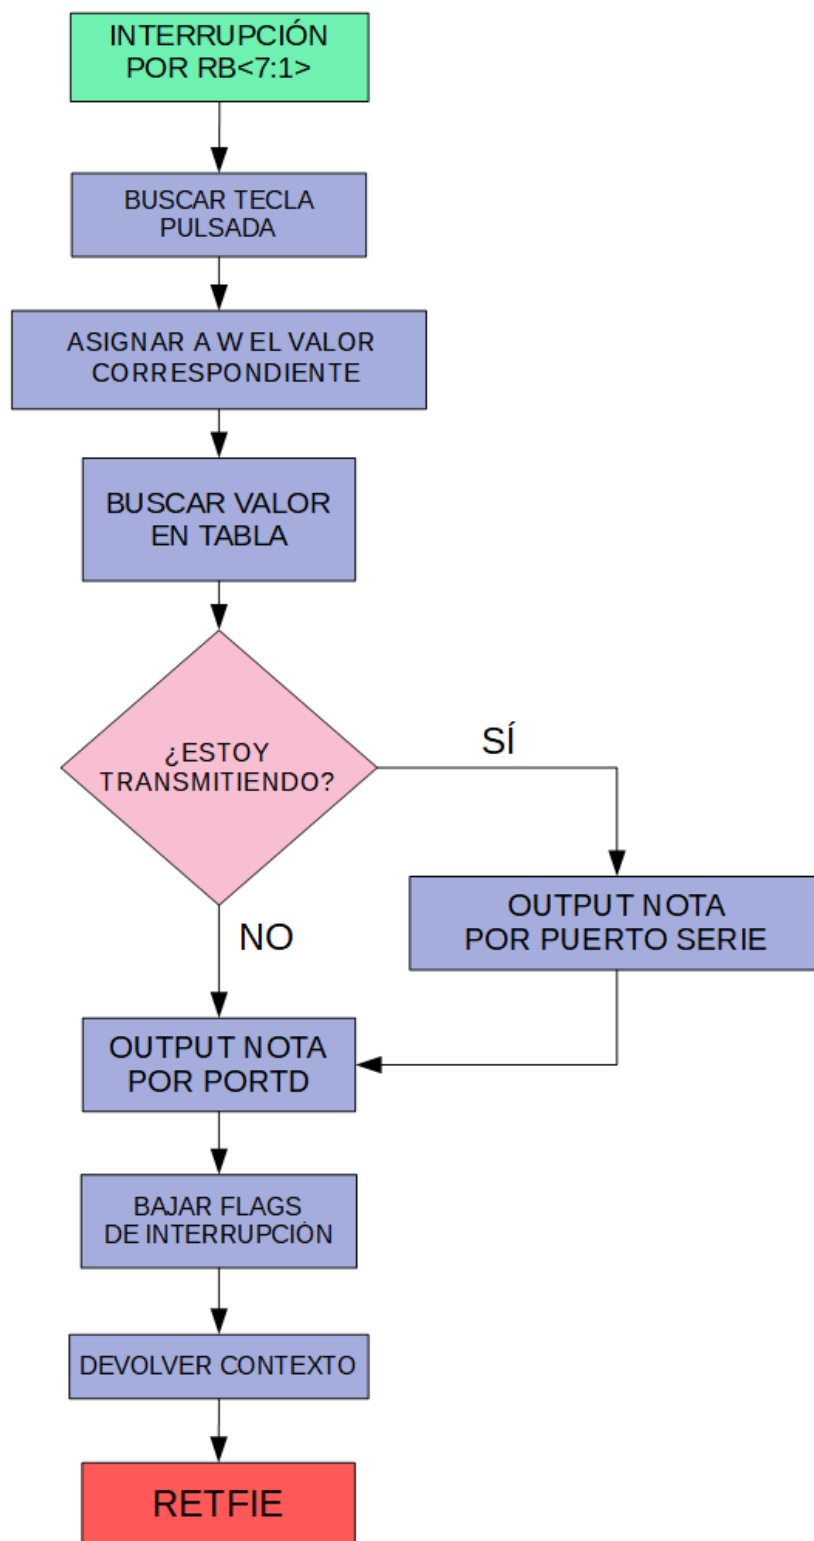 INTERRUPCIÓN
POR RB<7:1>
BUSCAR TECLA
PULSADA
ASIGNAR A W EL VALOR
CORRESPONDIENTE
BUSCAR VALOR
EN TABLA
¿ESTOY
TRANSMITIENDO?
SÍ
OUTPUT NOTA
POR PUERTO SERIE
NO
OUTPUT NOTA
POR PORTD
BAJAR FLAGS
DE INTERRUPCIÓN
DEVOLVER CONTEXTO
RETFIE